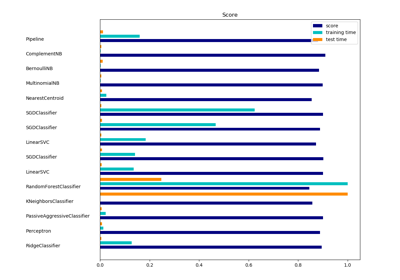 Score
score
training time
test time
Pipeline
ComplementNB
BernoulliNB
MultinomialNB
NearestCentroid
SGDClassifier
SGDClassifier
LinearSVC
SGDClassifier
LinearSVC
RandomForestClassifier
KNeighborsClassifier
PassiveAggressiveClassifier
Perceptron
RidgeClassifier
0.0 0.2 0.4 0.6 0.8 1.0